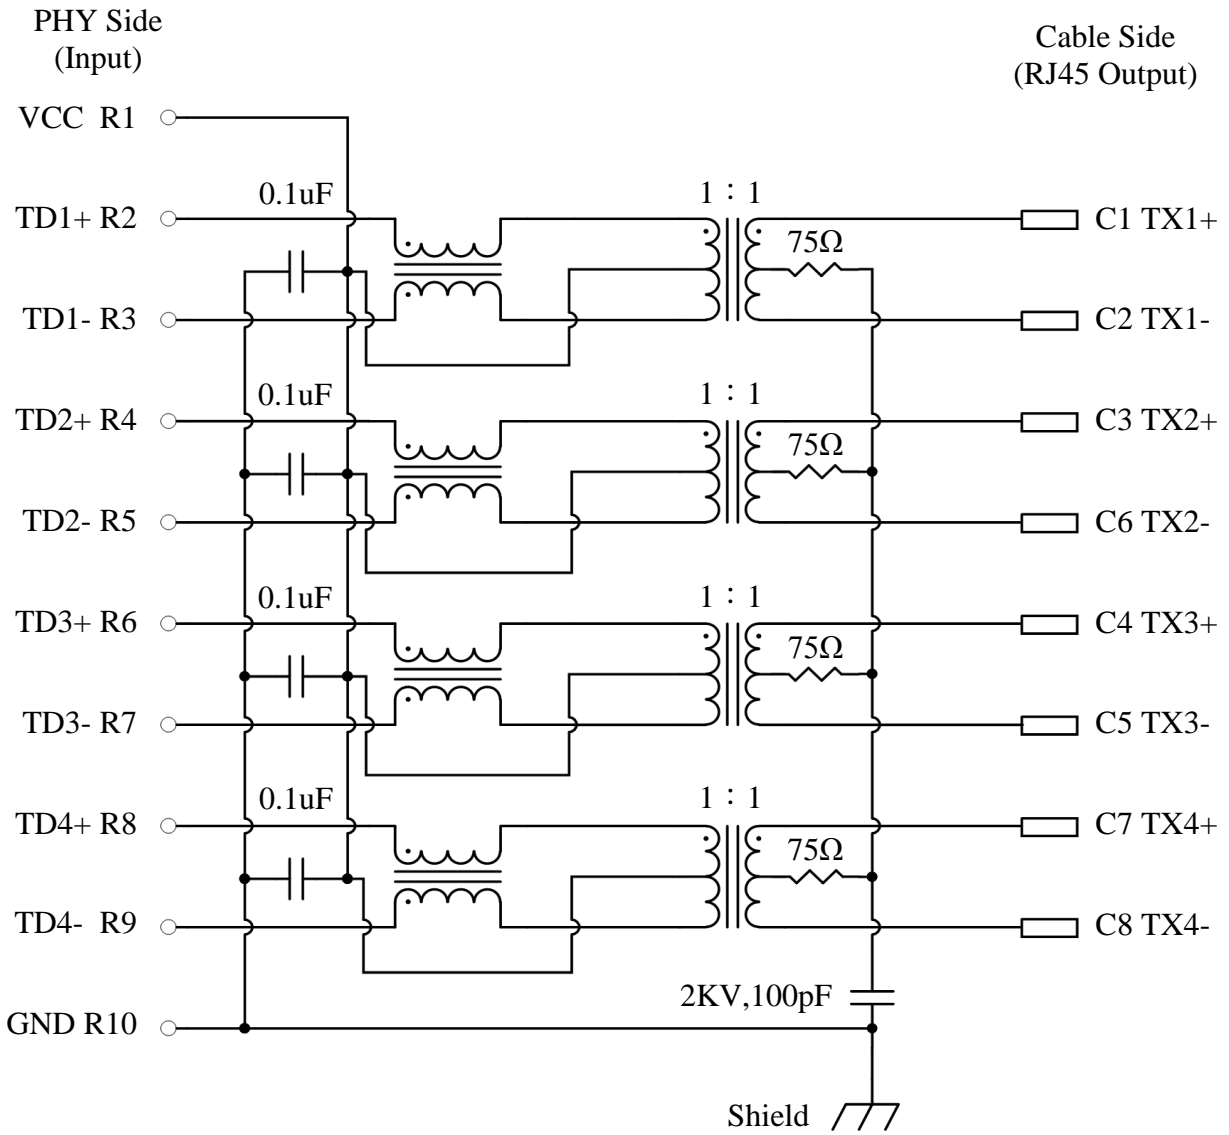 PHY Side
(Input)
Cable Side
(RJ45 Output)
VCC R1
0.1uF
1 : 1
TD1+ R2
C1 TX1+
75Ω
TD1- R3
C2 TX1-
0.1uF
1 : 1
TD2+ R4
C3 TX2+
75Ω
TD2- R5
C6 TX2-
0.1uF
1 : 1
TD3+ R6
C4 TX3+
75Ω
TD3- R7
C5 TX3-
0.1uF
1 : 1
TD4+ R8
C7 TX4+
75Ω
TD4- R9
C8 TX4-
2KV,100pF
GND R10
Shield